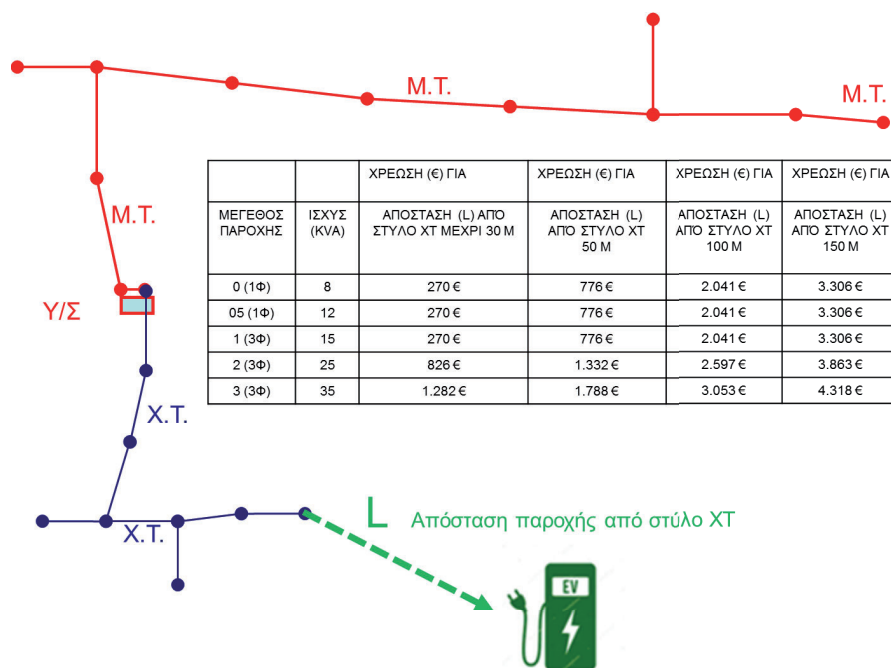 Μ.Τ.
Μ.Τ.
Μ.Τ.
ΧΡΕΩΣΗ (€) ΓΙΑ ΧΡΕΩΣΗ (€) ΓΙΑ ΧΡΕΩΣΗ (€) ΓΙΑ ΧΡΕΩΣΗ (€) ΓΙΑ
ΜΕΓΕΘΟΣ ΙΣΧΥΣ ΑΠΟΣΤΑΣΗ (L) ΑΠΌ ΑΠΟΣΤΑΣΗ (L) ΑΠΟΣΤΑΣΗ (L) ΑΠΟΣΤΑΣΗ (L)
ΠΑΡΟΧΗΣ (KVA) ΣΤΥΛΟ ΧΤ ΜΕΧΡΙ 30 Μ ΑΠΌ ΣΤΥΛΟ ΧΤ ΑΠΌ ΣΤΥΛΟ ΧΤ ΑΠΌ ΣΤΥΛΟ ΧΤ
50 Μ 100 Μ 150 Μ
0 (1Φ) 8 270 € 776 € 2.041 € 3.306 €
05 (1Φ) 12 270 € 776 € 2.041 € 3.306 €
1 (3Φ) 15 270 € 776 € 2.041 € 3.306 €
2 (3Φ) 25 826 € 1.332 € 2.597 € 3.863 €
3 (3Φ) 35 1.282 € 1.788 € 3.053 € 4.318 €
Υ/Σ
Χ.Τ.
Χ.Τ.
L Απόσταση παροχής από στύλο ΧΤ
EV